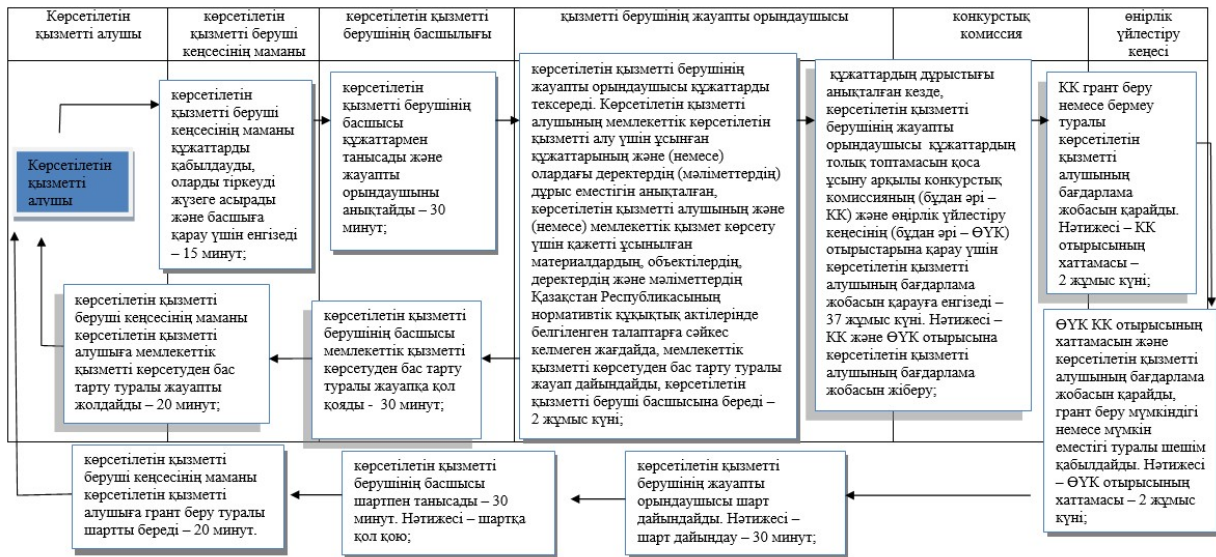 Көрсетілетін
қызметті алушы
көрсетілетін
қызметті беруші
кеңсесінің маманы
көрсетілетін қызметті
берушінің басшылығы
қызметті берушінің жауапты орындаушысы
конкурстық
комиссия
өнірлік
үйлестіру
кеңесі
Көрсетілетін
қызметті
алушы
көрсетілетін
қызметті беруші
кеңсесінің маманы
құжаттарды
қабылдауды,
оларды тіркеуді
жүзеге асырады
және басшыға
қарау үшін енгізеді
– 15 минут;
көрсетілетін
қызметті берушінің
басшысы
құжаттармен
танысады және
жауапты
орындаушыны
анықтайды – 30
минут;
көрсетілетін қызметті берушінің
жауапты орындаушысы құжаттарды
тексереді. Көрсетілетін қызметті
алушының мемлекеттік көрсетілетін
қызметті алу үшін ұсынған
құжаттарының және (немесе)
олардағы деректердің (мәліметтердің)
дұрыс еместігін анықталған,
көрсетілетін қызметті алушының және
(немесе) мемлекеттік қызмет көрсету
үшін қажетті ұсынылған
материалдардың, объектілердің,
деректердің және мәліметтердің
Қазақстан Республикасының
нормативтік құқықтық актілерінде
белгіленген талаптарға сәйкес
келмеген жағдайда, мемлекеттік
қызметті көрсетуден бас тарту туралы
жауап дайындайды, көрсетілетін
қызметті беруші басшысына береді –
2 жұмыс күні;
құжаттардың дұрыстығы
анықталған кезде,
көрсетілетін қызметті
берушінің жауапты
орындаушысы құжаттардың
толық топтамасын қоса
ұсыну арқылы конкурстық
комиссияның (бұдан әрі –
КК) және өңірлік үйлестіру
кеңесінің (бұдан әрі – ӨҮК)
отырыстарына қарау үшін
көрсетілетін қызметті
алушының бағдарлама
жобасын қарауға енгізеді –
37 жұмыс күні. Нәтижесі –
КК және ӨҮК отырысына
көрсетілетін қызметті
алушының бағдарлама
жобасын жіберу;
КК грант беру
немесе бермеу
туралы
көрсетілетін
қызметті
алушының
бағдарлама
жобасын қарайды.
Нәтижесі – КК
отырысының
хаттамасы –
2 жұмыс күні;
көрсетілетін қызметті
беруші кеңсесінің маманы
көрсетілетін қызметті
алушыға мемлекеттік
қызметті көрсетуден бас
тарту туралы жауапты
жолдайды – 20 минут;
көрсетілетін қызметті
берушінің басшысы
мемлекеттік қызметті
көрсетуден бас тарту
туралы жауапқа қол
қояды - 30 минут;
ӨҮК КК отырысының
хаттамасын және
көрсетілетін қызметті
алушының бағдарлама
жобасын қарайды,
грант беру мүмкіндігі
немесе мүмкін
еместігі туралы шешім
қабылдайды. Нәтижесі
– ӨҮК отырысының
хаттамасы – 2 жұмыс
күні;
көрсетілетін қызметті
беруші кеңсесінің маманы
көрсетілетін қызметті
алушыға грант беру туралы
шартты береді – 20 минут.
көрсетілетін қызметті
берушінің басшысы
шартпен танысады – 30
минут. Нәтижесі – шартқа
қол қою;
көрсетілетін қызметті
берушінің жауапты
орындаушысы шарт
дайындайды. Нәтижесі –
шарт дайындау – 30 минут;